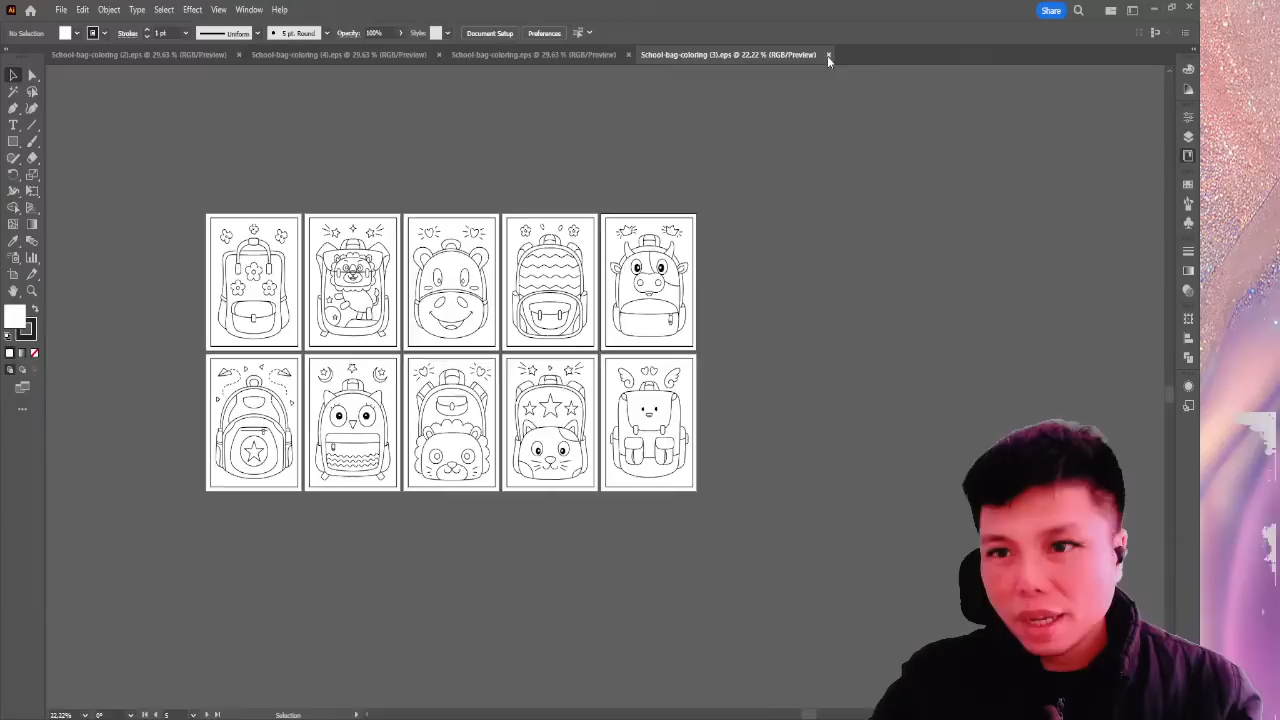 Ai File Edit Object Type Select Effect View Window Help Share
No Selection Stroke: 1 pt Uniform 5 pt. Round Opacity: 100% Style: Document Setup Preferences
School-bag-coloring (2).eps @ 29.63 % (RGB/Preview) School-bag-coloring (4).eps @ 29.63 % (RGB/Preview) School-bag-coloring.eps @ 29.63 % (RGB/Preview) School-bag-coloring (3).eps @ 22,22 % (RGB/Preview)
22,22% 0° 5 Selection